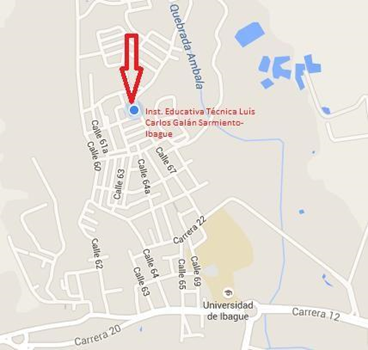 Quebrada Ambala
Inst. Educativa Técnica Luis
Carlos Galán Sarmiento-
Ibague
Calle 61a
Calle 60
Calle 67
Calle 63
Calle 64a
Carrera 22
Calle 62
Calle 64
Calle 63
Calle 65
Calle 69
Universidad
de Ibague
Carrera 12
Carrera 20